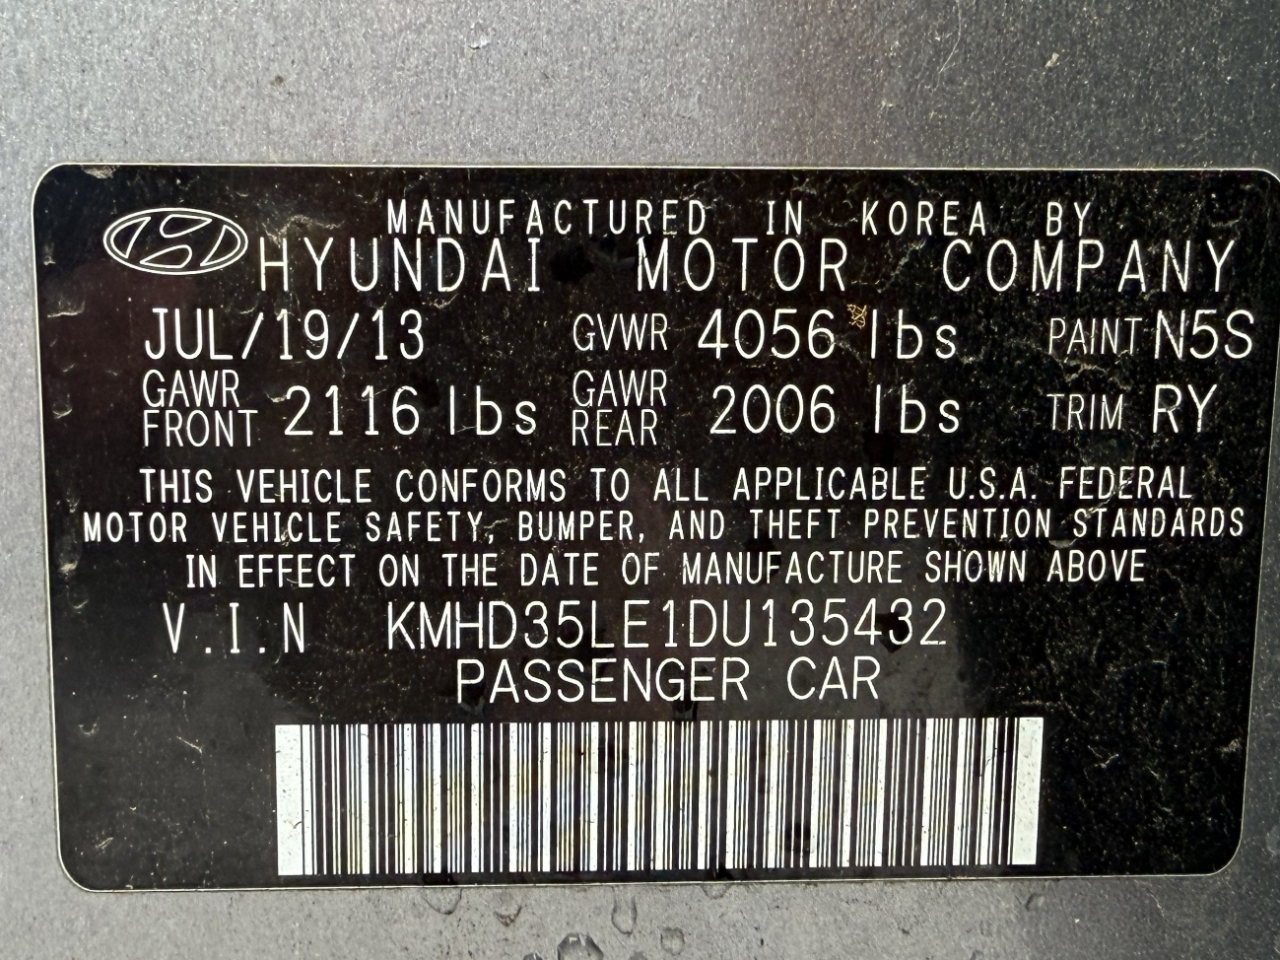 MANUFACTURED IN KOREA BY
HYUNDAI MOTOR COMPANY
JUL/19/13 GVWR 4056 lbs PAINT N5S
GAWR FRONT 2116 lbs GAWR REAR 2006 lbs TRIM RY
THIS VEHICLE CONFORMS TO ALL APPLICABLE U.S.A. FEDERAL
MOTOR VEHICLE SAFETY, BUMPER, AND THEFT PREVENTION STANDARDS
IN EFFECT ON THE DATE OF MANUFACTURE SHOWN ABOVE
V.I.N KMHD35LE1DU135432
PASSENGER CAR